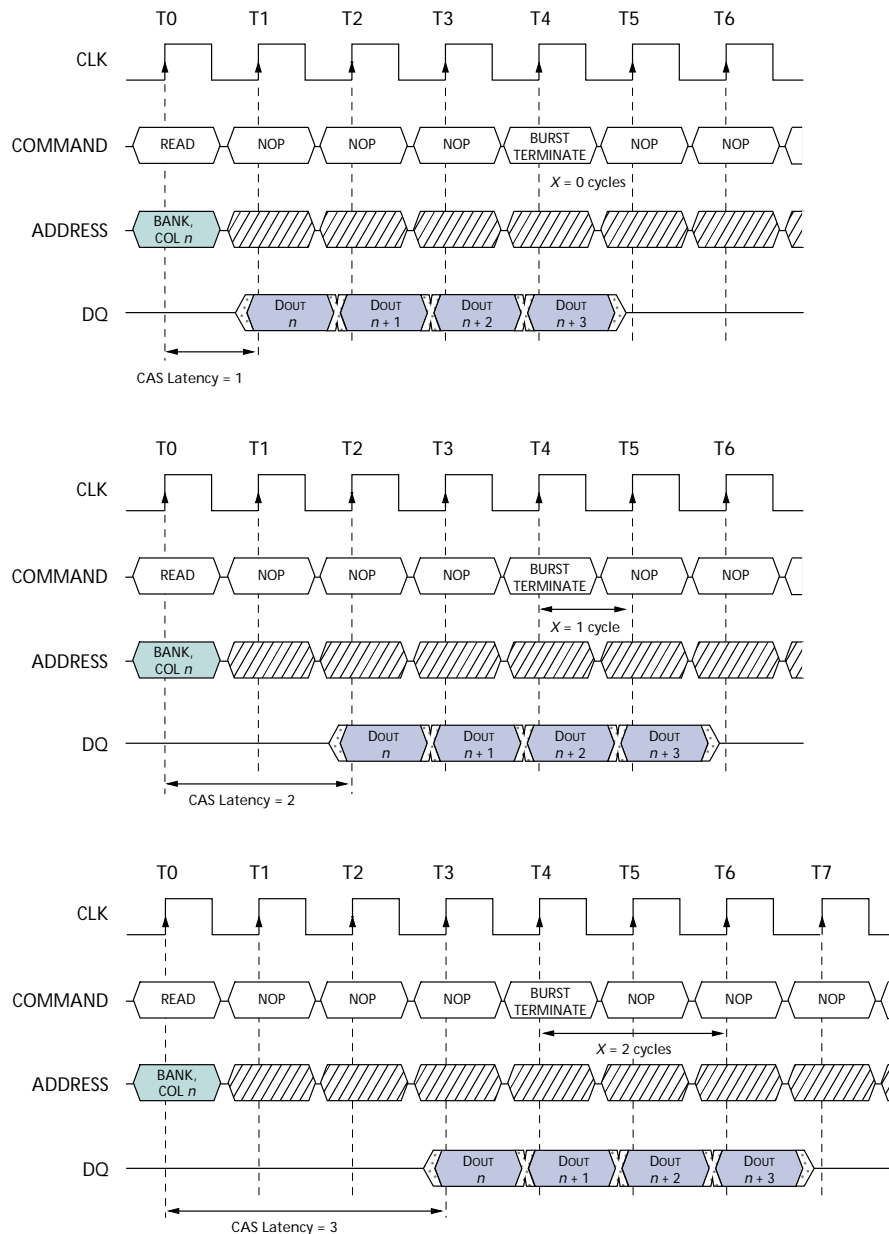 T0 T1 T2 T3 T4 T5 T6
CLK
COMMAND READ NOP NOP NOP BURST TERMINATE NOP NOP
X = 0 cycles
ADDRESS BANK, COL n
DQ DOUT n DOUT n + 1 DOUT n + 2 DOUT n + 3
CAS Latency = 1
T0 T1 T2 T3 T4 T5 T6
CLK
COMMAND READ NOP NOP NOP BURST TERMINATE NOP NOP
X = 1 cycle
ADDRESS BANK, COL n
DQ DOUT n DOUT n + 1 DOUT n + 2 DOUT n + 3
CAS Latency = 2
T0 T1 T2 T3 T4 T5 T6 T7
CLK
COMMAND READ NOP NOP NOP BURST TERMINATE NOP NOP NOP
X = 2 cycles
ADDRESS BANK, COL n
DQ DOUT n DOUT n + 1 DOUT n + 2 DOUT n + 3
CAS Latency = 3